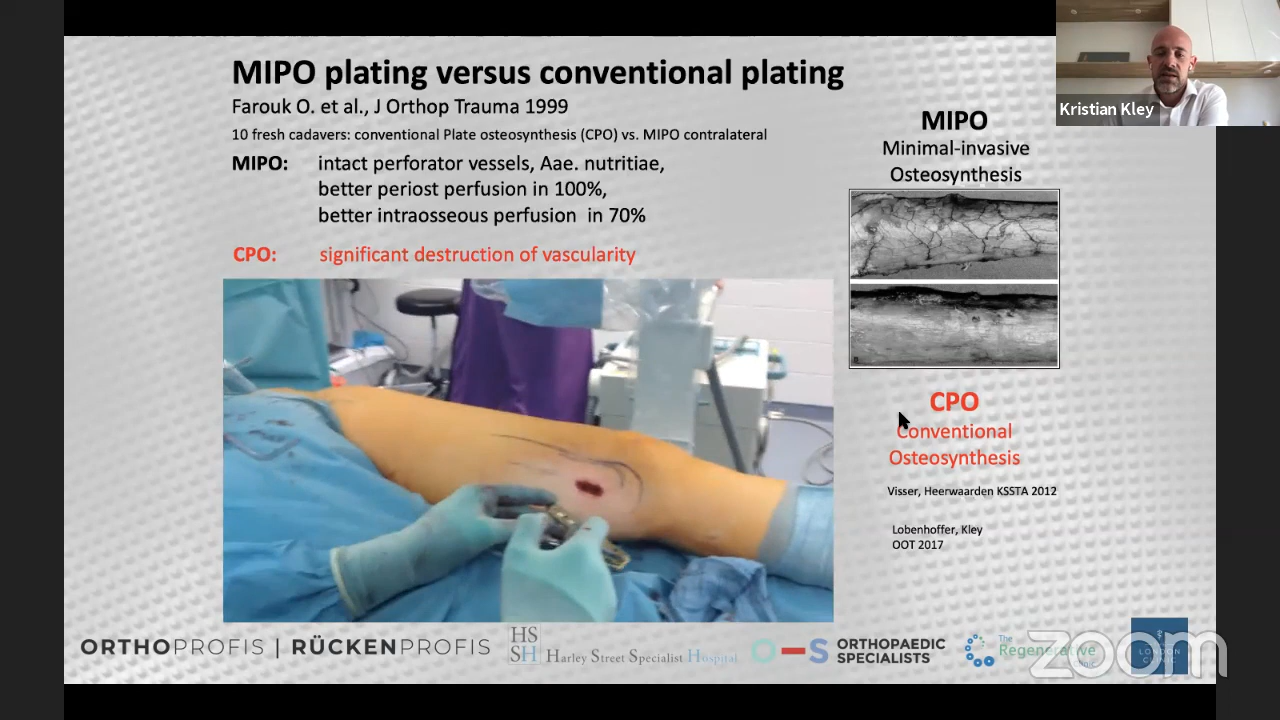 MIPO plating versus conventional plating
Farouk O. et al., J Orthop Trauma 1999
10 fresh cadavers: conventional Plate osteosynthesis (CPO) vs. MIPO contralateral
MIPO: intact perforator vessels, Aae. nutritiae,
better periost perfusion in 100%,
better intraosseous perfusion in 70%
CPO: significant destruction of vascularity
Kristian Kley
MIPO
Minimal-invasive
Osteosynthesis
CPO
Conventional
Osteosynthesis
Visser, Heerwaarden KSSTA 2012
Lobenhoffer, Kley
OOT 2017
ORTHOPROFIS | RÜCKENPROFIS
HS
SH
Harley Street Specialist Hospital
O–S ORTHOPAEDIC
SPECIALISTS
The
Regenerative
clinic
LONDON
CLINIC
zoom